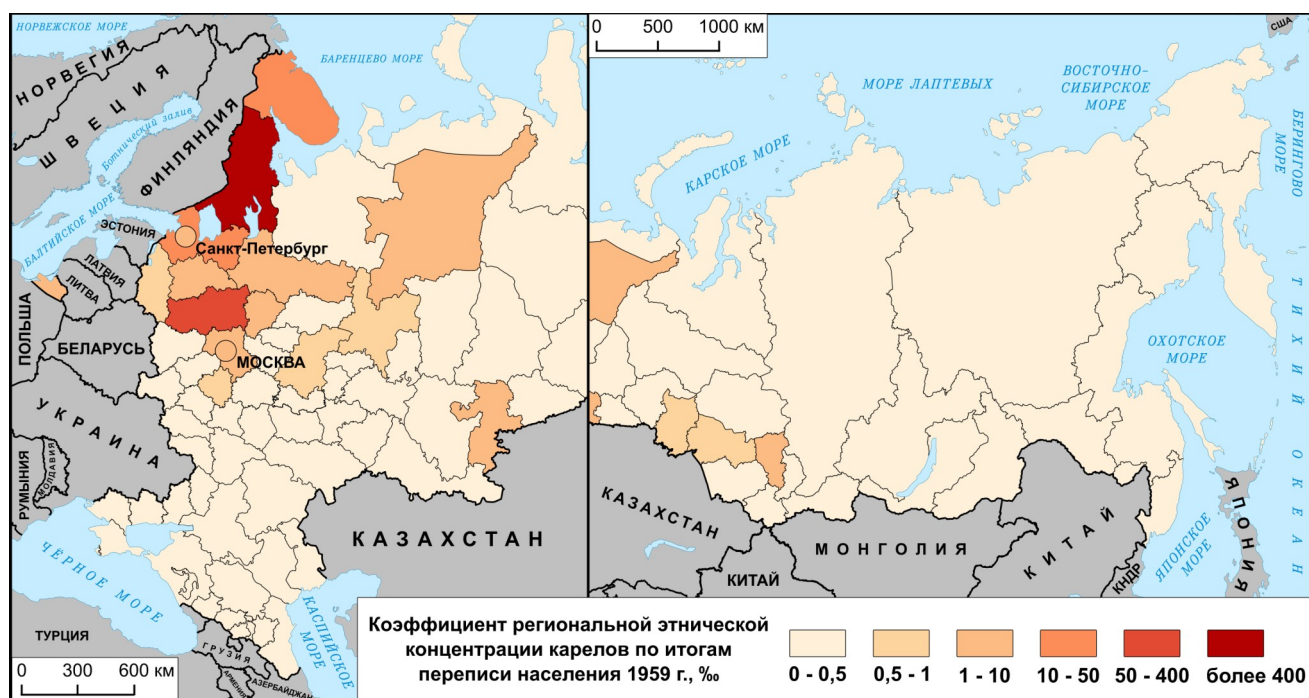 НОРВЕЖСКОЕ МОРЕ
НОРВЕГИЯ
ШВЕЦИЯ
Ботнический залив
ФИНЛЯНДИЯ
БАРЕНЦЕВО МОРЕ
БАЛТИЙСКОЕ МОРЕ
ЭСТОНИЯ
Санкт-Петербург
ЛАТВИЯ
ЛИТВА
ПОЛЬША
БЕЛАРУСЬ
МОСКВА
УКРАИНА
РУМЫНИЯ
МОЛДАВИЯ
ЧЁРНОЕ МОРЕ
КАЗАХСТАН
КАСПИЙСКОЕ
МОРЕ
ТУРЦИЯ
ГРУЗИЯ
АРМЕНИЯ
АЗЕРБАЙДЖАН
0 300 600 км
0 500 1000 км
США
МОРЕ ЛАПТЕВЫХ
ВОСТОЧНО-
СИБИРСКОЕ
МОРЕ
БЕРИНГОВО
МОРЕ
КАРСКОЕ МОРЕ
ТИХИЙ ОКЕАН
ОХОТСКОЕ
МОРЕ
КАЗАХСТАН
КИТАЙ
МОНГОЛИЯ
КИТАЙ
КНДР
ЯПОНСКОЕ
МОРЕ
ЯПОНИЯ
Коэффициент региональной этнической
концентрации карелов по итогам
переписи населения 1959 г., ‰
0 - 0,5 0,5 - 1 1 - 10 10 - 50 50 - 400 более 400